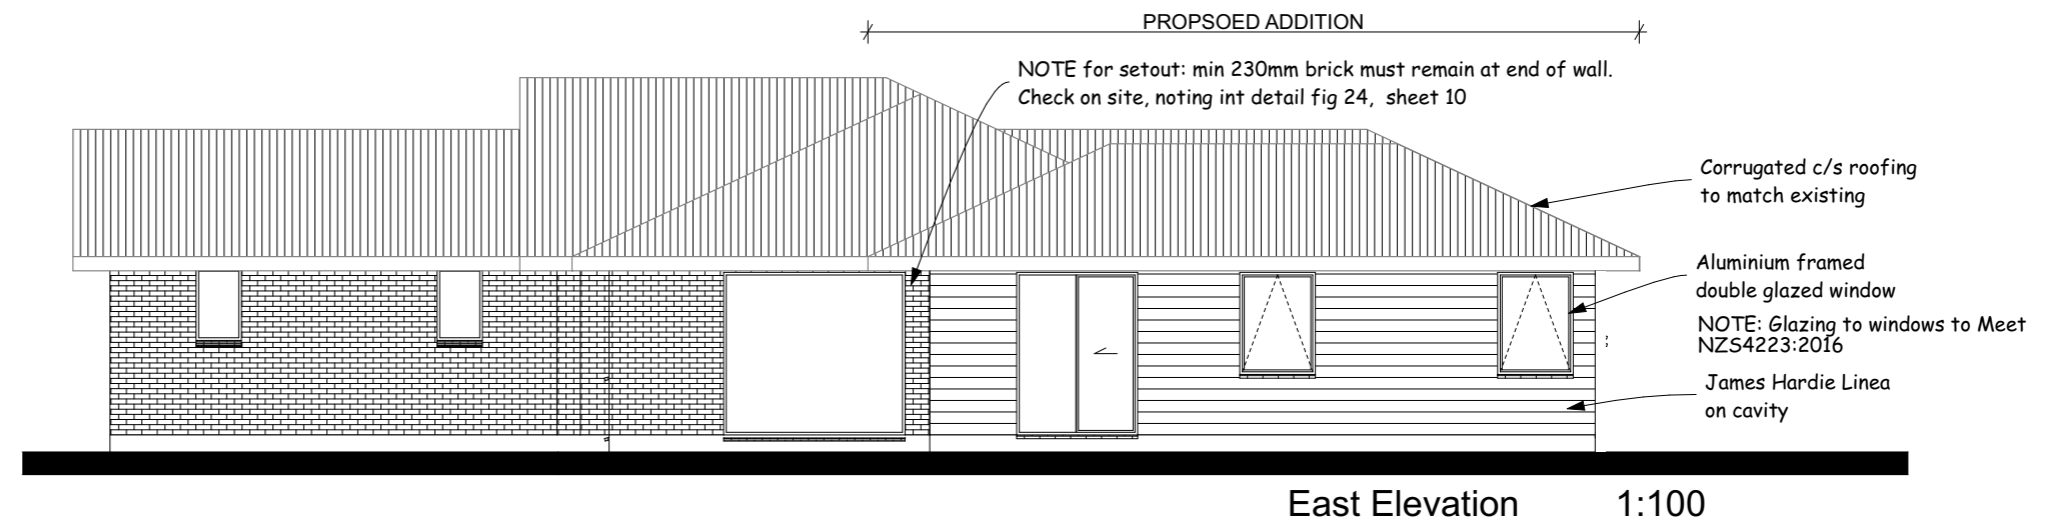 PROPSOED ADDITION
NOTE for setout: min 230mm brick must remain at end of wall.
Check on site, noting int detail fig 24, sheet 10
Corrugated c/s roofing
to match existing
Aluminium framed
double glazed window
NOTE: Glazing to windows to Meet
NZS4223:2016
James Hardie Linea
on cavity
East Elevation 1:100